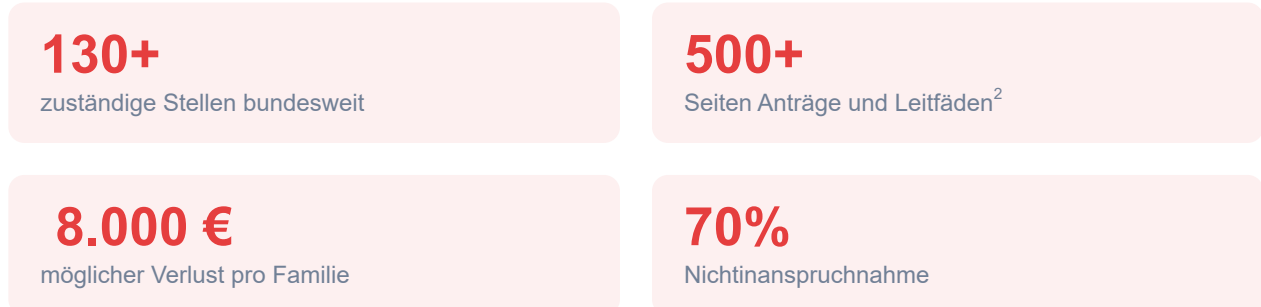 130+
zuständige Stellen bundesweit
500+
Seiten Anträge und Leitfäden²
8.000 €
möglicher Verlust pro Familie
70%
Nichtinanspruchnahme